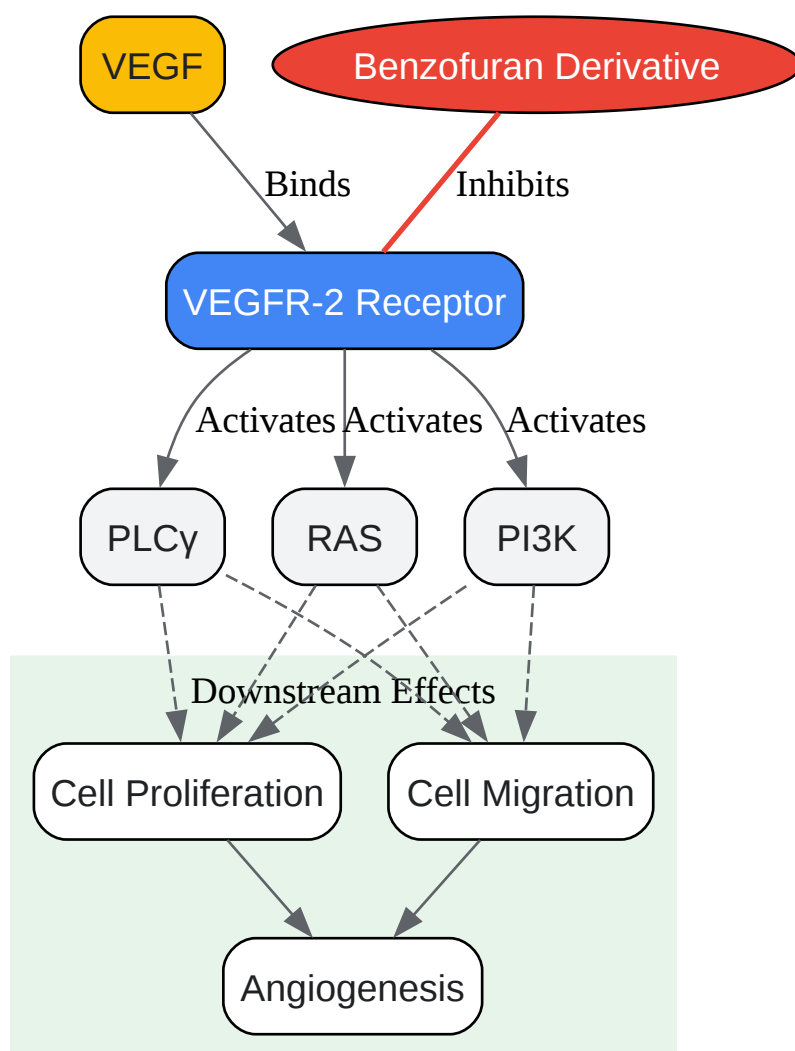 VEGF
Benzofuran Derivative
Binds
Inhibits
VEGFR-2 Receptor
Activates
Activates
Activates
PLCγ
RAS
PI3K
Downstream Effects
Cell Proliferation
Cell Migration
Angiogenesis